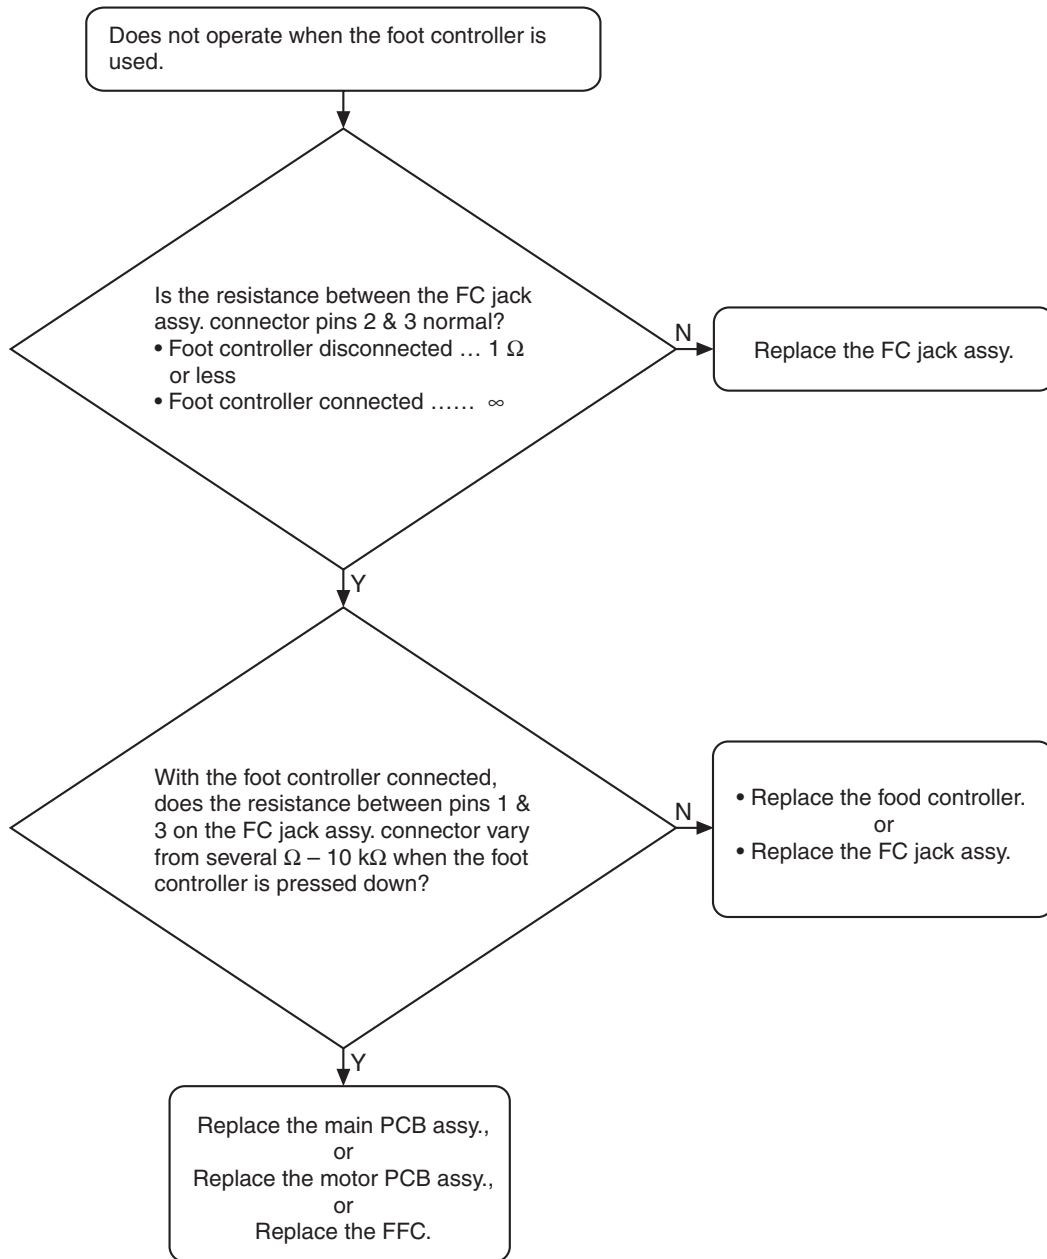 Does not operate when the foot controller is
used.
Is the resistance between the FC jack
assy. connector pins 2 & 3 normal?
• Foot controller disconnected … 1 Ω
or less
• Foot controller connected …… ∞
N
Replace the FC jack assy.
Y
With the foot controller connected,
does the resistance between pins 1 &
3 on the FC jack assy. connector vary
from several Ω – 10 kΩ when the foot
controller is pressed down?
N
• Replace the food controller.
or
• Replace the FC jack assy.
Y
Replace the main PCB assy.,
or
Replace the motor PCB assy.,
or
Replace the FFC.